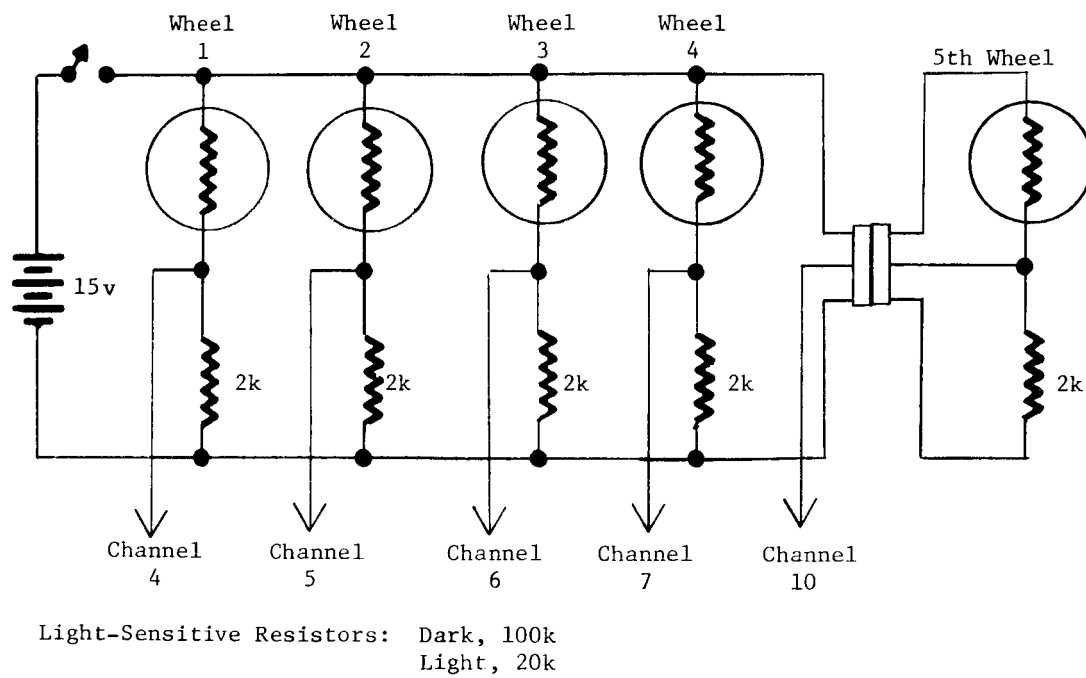 Wheel
1
Wheel
2
Wheel
3
Wheel
4
5th Wheel
15v
2k
2k
2k
2k
2k
Channel
4
Channel
5
Channel
6
Channel
7
Channel
10
Light-Sensitive Resistors: Dark, 100k
Light, 20k